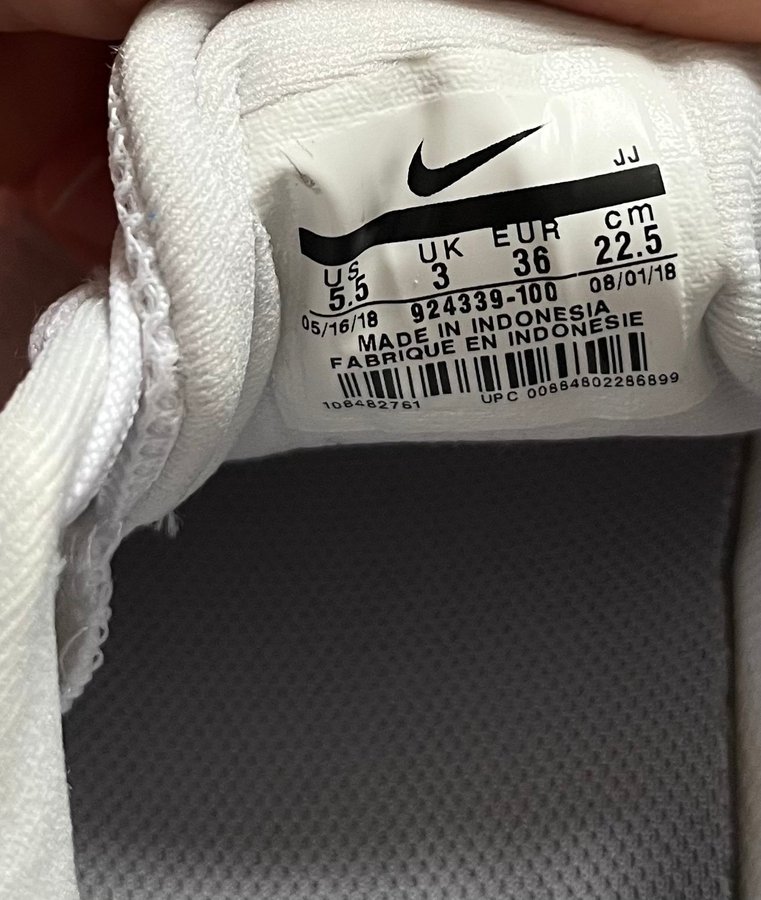 JJ
US UK EUR cm
5.5 3 36 22.5
05/16/18 924339-100 08/01/18
MADE IN INDONESIA
FABRIQUE EN INDONESIE
108482761 UPC 00884802286899